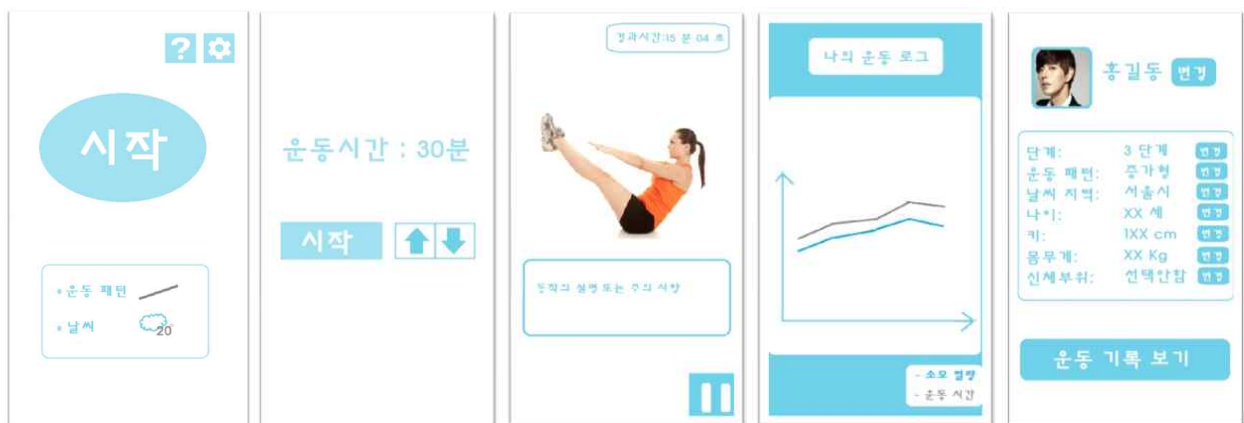 ?
시작
• 운동 패턴
• 날씨
20
운동시간 : 30분
시작
경과시간:15 분 04 초
동작의 설명 또는 주의 사항
나의 운동 로그
- 소모 열량
- 운동 시간
홍길동 변경
단계: 3 단계 변경
운동 패턴: 증가형 변경
날씨 지역: 서울시 변경
나이: XX 세 변경
키: 1XX cm 변경
몸무게: XX Kg 변경
신체부위: 선택안함 변경
운동 기록 보기